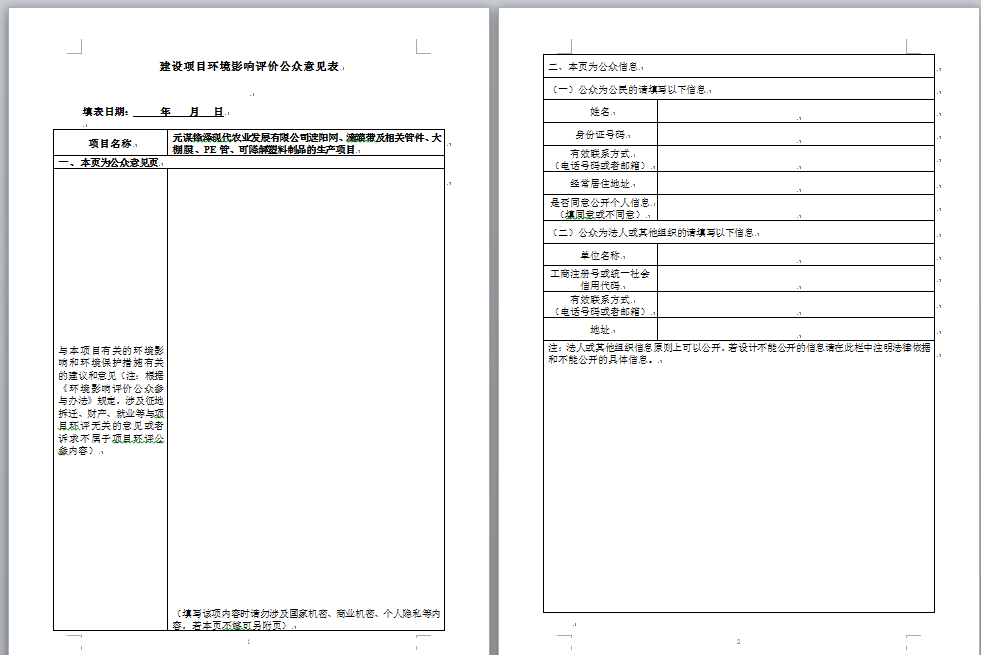 建设项目环境影响评价公众意见表
填表日期： 年 月 日
项目名称
元谋锋泽现代农业发展有限公司遮阳网、滴灌带及相关管件、大
棚膜、PE 管、可降解塑料制品的生产项目
一、本页为公众意见页
与本项目有关的环境影
响和环境保护措施有关
的建议和意见（注：根据
《环境影响评价公众参
与办法》规定，涉及征地
拆迁、财产、就业等与项
目环评无关的意见或者
诉求不属于项目环评公
参内容）
（填写该项内容时请勿涉及国家机密、商业机密、个人隐私等内
容，若本页不够可另附页）
1
二、本页为公众信息
（一）公众为公民的请填写以下信息
姓名
身份证号码
有效联系方式
（电话号码或者邮箱）
经常居住地址
是否同意公开个人信息
（填同意或不同意）
（二）公众为法人或其他组织的请填写以下信息
单位名称
工商注册号或统一社会
信用代码
有效联系方式
（电话号码或者邮箱）
地址
注：法人或其他组织信息原则上可以公开，若设计不能公开的信息请在此栏中注明法律依据
和不能公开的具体信息。
2